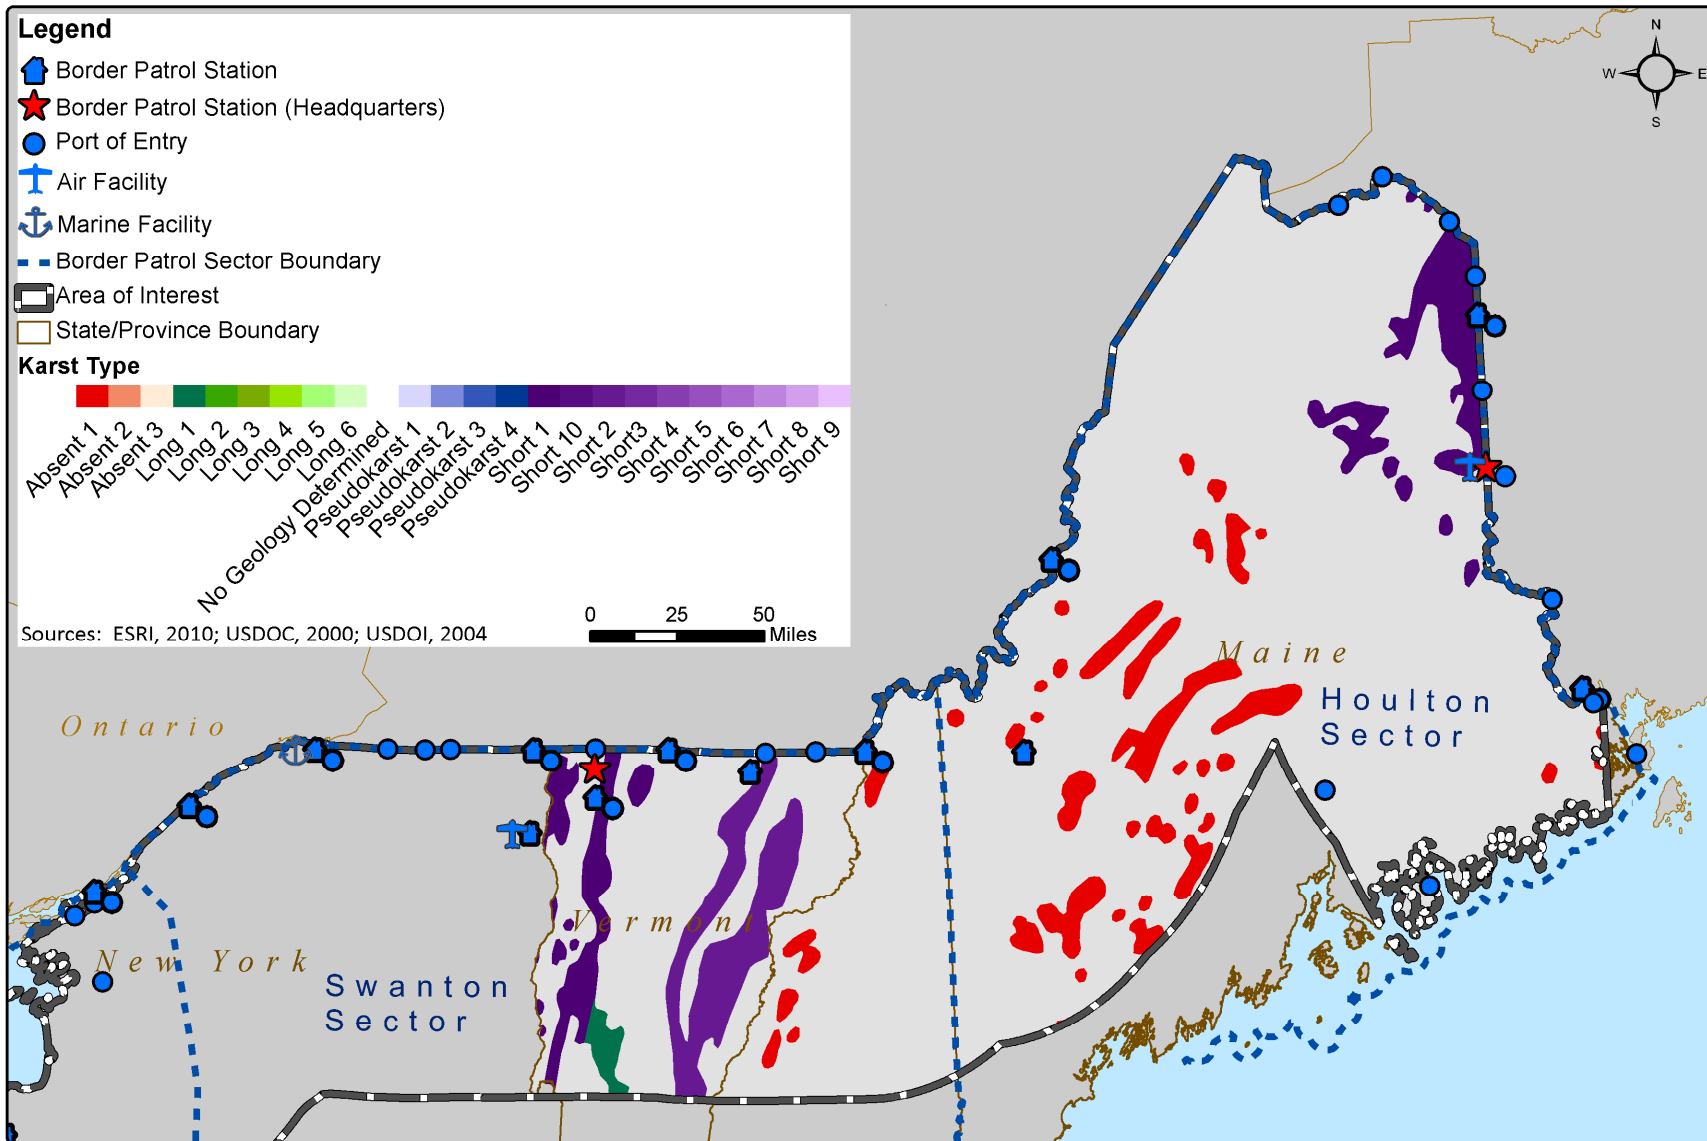 Legend
Border Patrol Station
Border Patrol Station (Headquarters)
Port of Entry
Air Facility
Marine Facility
Border Patrol Sector Boundary
Area of Interest
State/Province Boundary
Karst Type
Absent 1
Absent 2
Absent 3
Long 1
Long 2
Long 3
Long 4
Long 5
Long 6
No Geology Determined
Pseudokarst 1
Pseudokarst 2
Pseudokarst 3
Pseudokarst 4
Short 1
Short 10
Short 2
Short3
Short 4
Short 5
Short 6
Short 7
Short 8
Short 9
0 25 50
Miles
Sources: ESRI, 2010; USDOC, 2000; USDOI, 2004
N
W E
S
Maine
Houlton
Sector
Ontario
Vermont
New York
Swanton
Sector